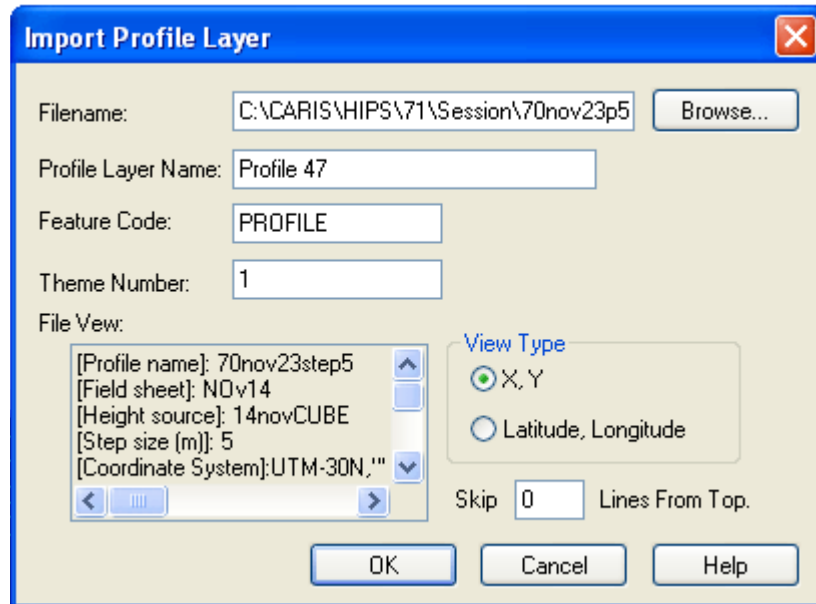 Import Profile Layer
Filename: C:\CARIS\HIPS\71\Session\70nov23p5 Browse...
Profile Layer Name: Profile 47
Feature Code: PROFILE
Theme Number: 1
File Vew:
[Profile name]: 70nov23step5
[Field sheet]: NOv14
[Height source]: 14novCUBE
[Step size (m)]: 5
[Coordinate System]:UTM-30N,'"
View Type
X, Y
Latitude, Longitude
Skip 0 Lines From Top.
OK Cancel Help